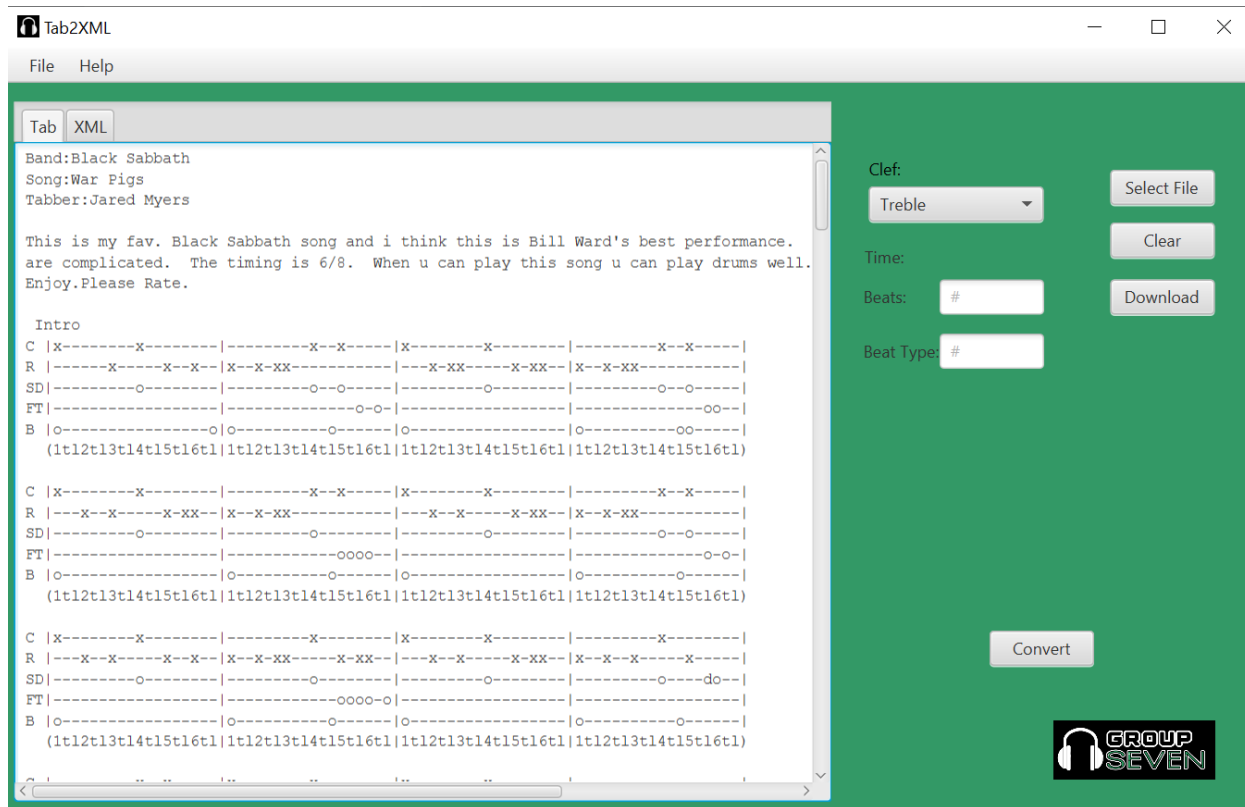 Tab2XML
File Help
Tab XML
Band:Black Sabbath
Song:War Pigs
Tabber:Jared Myers
This is my fav. Black Sabbath song and i think this is Bill Ward's best performance.
are complicated.  The timing is 6/8.  When u can play this song u can play drums well.
Enjoy.Please Rate.
Intro
C |x--------x--------|---------x--x-----|x--------x--------|---------x--x-----|
R |------x-----x--x--|x--x-xx-----------|---x-xx-----x-xx--|x--x-xx-----------|
SD|---------o--------|---------o--o-----|---------o--------|---------o--o-----|
FT|------------------|--------------o-o-|------------------|--------------oo--|
B |o----------------o|o----------o------|o-----------------|o----------oo-----|
(1tl2tl3tl4tl5tl6tl|1tl2tl3tl4tl5tl6tl|1tl2tl3tl4tl5tl6tl|1tl2tl3tl4tl5tl6tl)
C |x--------x--------|---------x--x-----|x--------x--------|---------x--x-----|
R |---x--x-----x-xx--|x--x-xx-----------|---x--x-----x-xx--|x--x-xx-----------|
SD|---------o--------|---------o--------|---------o--------|---------o--o-----|
FT|------------------|------------oooo--|------------------|--------------o-o-|
B |o-----------------|o----------o------|o-----------------|o----------o------|
(1tl2tl3tl4tl5tl6tl|1tl2tl3tl4tl5tl6tl|1tl2tl3tl4tl5tl6tl|1tl2tl3tl4tl5tl6tl)
C |x--------x--------|---------x--------|x--------x--------|---------x--------|
R |---x--x-----x--x--|x--x-xx-----x-xx--|---x--x-----x-xx--|x--x--x-----x-----|
SD|---------o--------|---------o--------|---------o--------|---------o----do--|
FT|------------------|------------oooo-o|------------------|------------------|
B |o-----------------|o----------o------|o-----------------|o----------o------|
(1tl2tl3tl4tl5tl6tl|1tl2tl3tl4tl5tl6tl|1tl2tl3tl4tl5tl6tl|1tl2tl3tl4tl5tl6tl)
Clef:
Treble
Time:
Beats: #
Beat Type: #
Select File
Clear
Download
Convert
GROUP
SEVEN